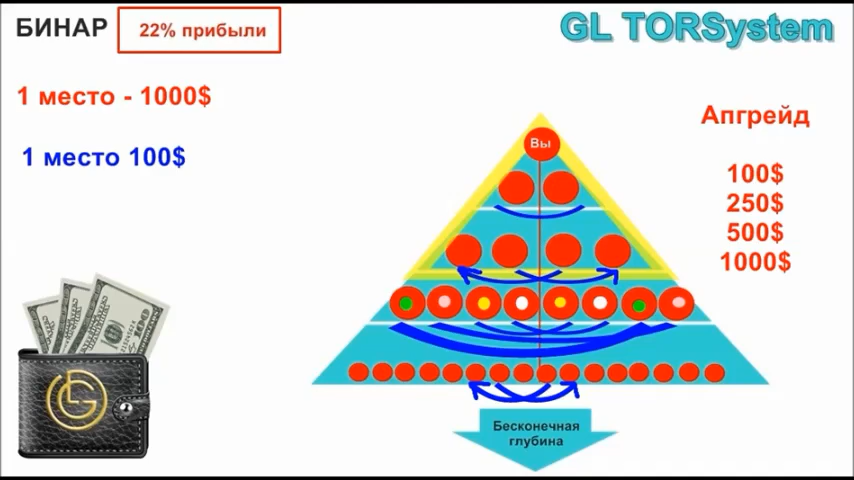 БИНАР
22% прибыли
GL TORSystem
1 место - 1000$
1 место 100$
Апгрейд
100$
250$
500$
1000$
Вы
Бесконечная
глубина